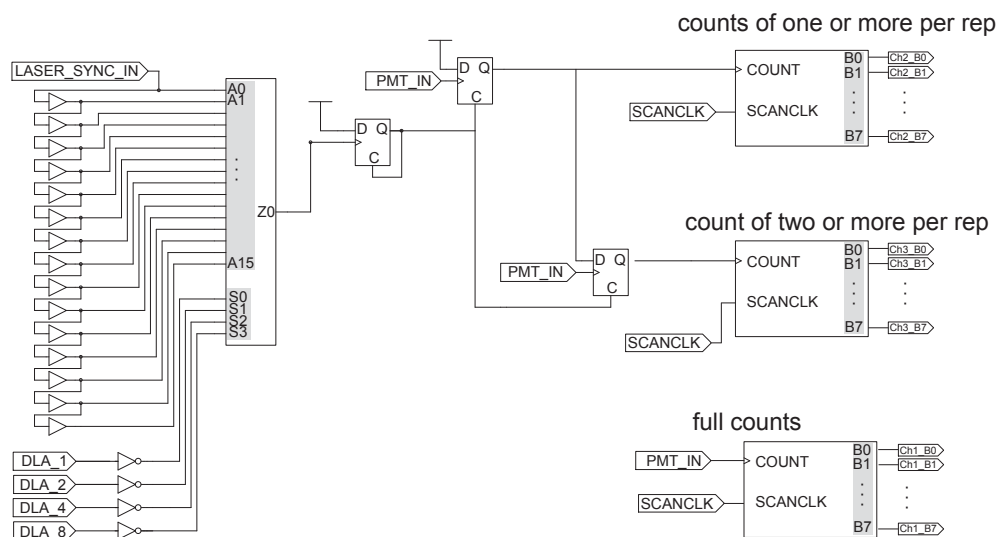 counts of one or more per rep
LASER_SYNC_IN
A0
A1
.
.
.
A15
Z0
S0
S1
S2
S3
DLA_1
DLA_2
DLA_4
DLA_8
D Q
C
PMT_IN
D Q
C
COUNT
SCANCLK
SCANCLK
B0
B1
B7
Ch2_B0
Ch2_B1
Ch2_B7
count of two or more per rep
PMT_IN
D Q
C
COUNT
SCANCLK
SCANCLK
B0
B1
B7
Ch3_B0
Ch3_B1
Ch3_B7
full counts
PMT_IN
COUNT
SCANCLK
SCANCLK
B0
B1
B7
Ch1_B0
Ch1_B1
Ch1_B7